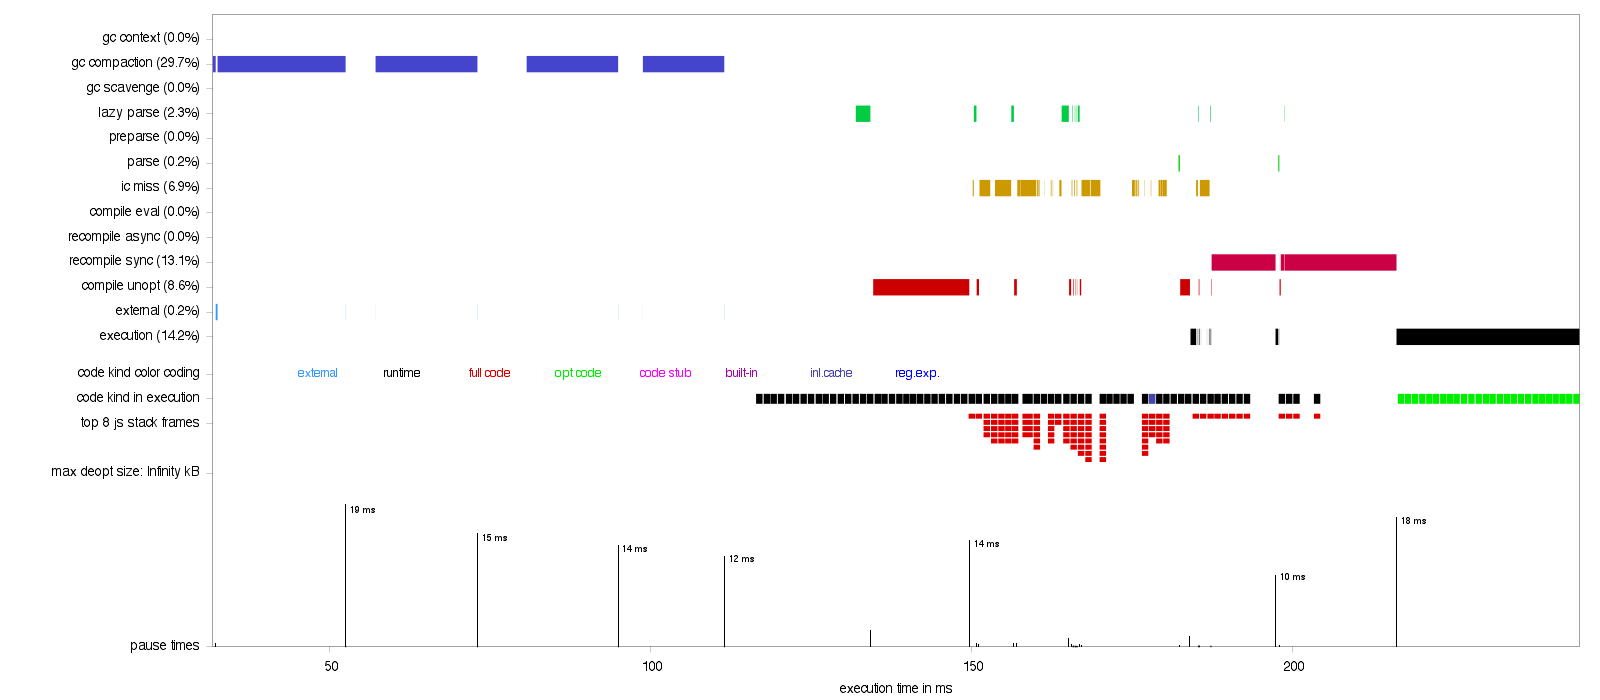 gc context (0.0%)
gc compaction (29.7%)
gc scavenge (0.0%)
lazy parse (2.3%)
preparse (0.0%)
parse (0.2%)
ic miss (6.9%)
compile eval (0.0%)
recompile async (0.0%)
recompile sync (13.1%)
compile unopt (8.6%)
external (0.2%)
execution (14.2%)
code kind color coding external runtime full code opt code code stub built-in inl.cache reg.exp.
code kind in execution
top 8 js stack frames
max deopt size: Infinity kB
19 ms
18 ms
15 ms
14 ms
14 ms
12 ms
10 ms
pause times
50 100 150 200
execution time in ms